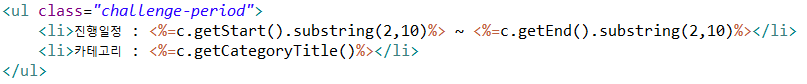 <ul class="challenge-period">
<li>진행일정 : <%=c.getStart().substring(2,10)%> ~ <%=c.getEnd().substring(2,10)%></li>
<li>카테고리 : <%=c.getCategoryTitle()%></li>
</ul>